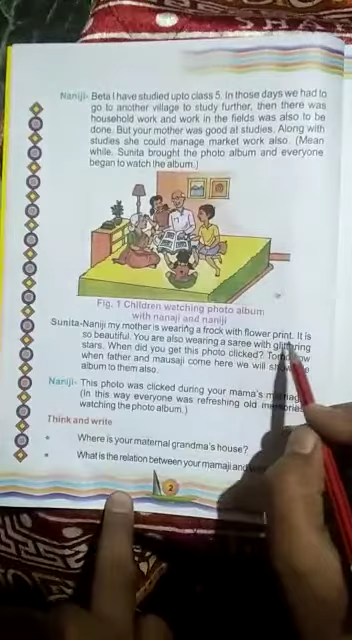 Naniji- Beta I have studied upto class 5. In those days we had to
go to another village to study further, then there was
household work and work in the fields was also to be
done. But your mother was good at studies. Along with
studies she could manage market work also. (Mean
while, Sunita brought the photo album and everyone
began to watch the album.)
Fig. 1 Children watching photo album
with nanaji and naniji
Sunita-Naniji my mother is wearing a frock with flower print. It is
so beautiful. You are also wearing a saree with glittering
stars. When did you get this photo clicked? Tomorrow
when father and mausaji come here we will show
album to them also.
Naniji- This photo was clicked during your mama's
(In this way everyone was refreshing old memories
watching the photo album.)
Think and write
• Where is your maternal grandma's house?
• What is the relation between your mamaji and
2